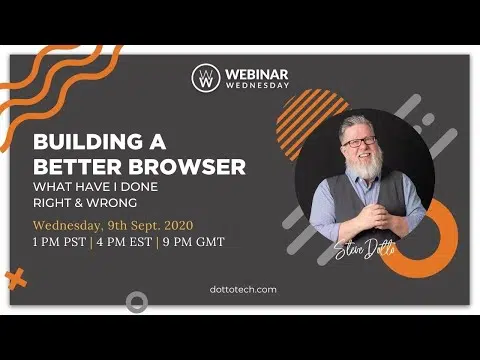 WEBINAR
WEDNESDAY
BUILDING A
BETTER BROWSER
WHAT HAVE I DONE
RIGHT & WRONG
Wednesday, 9th Sept. 2020
1 PM PST | 4 PM EST | 9 PM GMT
Steve Dotto
dottotech.com